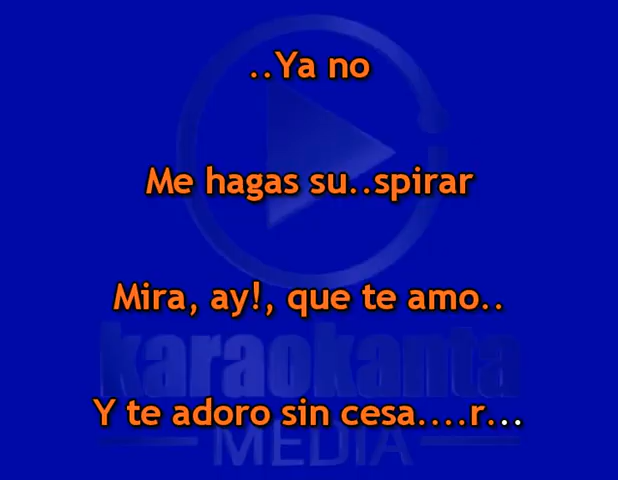 ..Ya no
Me hagas su..spirar
Mira, ay!, que te amo..
karaokanta
Y te adoro sin cesa....r...
MEDIA